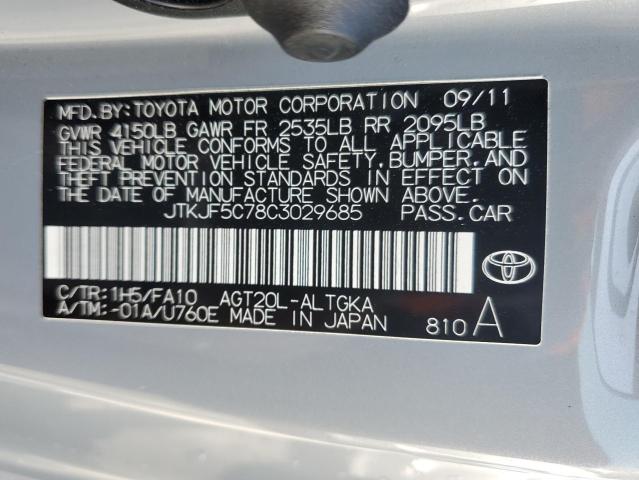 MFD.BY:TOYOTA MOTOR CORPORATION 09/11
GVWR 4150LB GAWR FR 2535LB RR 2095LB
THIS VEHICLE CONFORMS TO ALL APPLICABLE
FEDERAL MOTOR VEHICLE SAFETY,BUMPER,AND
THEFT PREVENTION STANDARDS IN EFFECT ON
THE DATE OF MANUFACTURE SHOWN ABOVE.
JTKJF5C78C3029685 PASS.CAR
C/TR:1H5/FA10 AGT20L-ALTGKA
A/TM:-01A/U760E MADE IN JAPAN 810 A